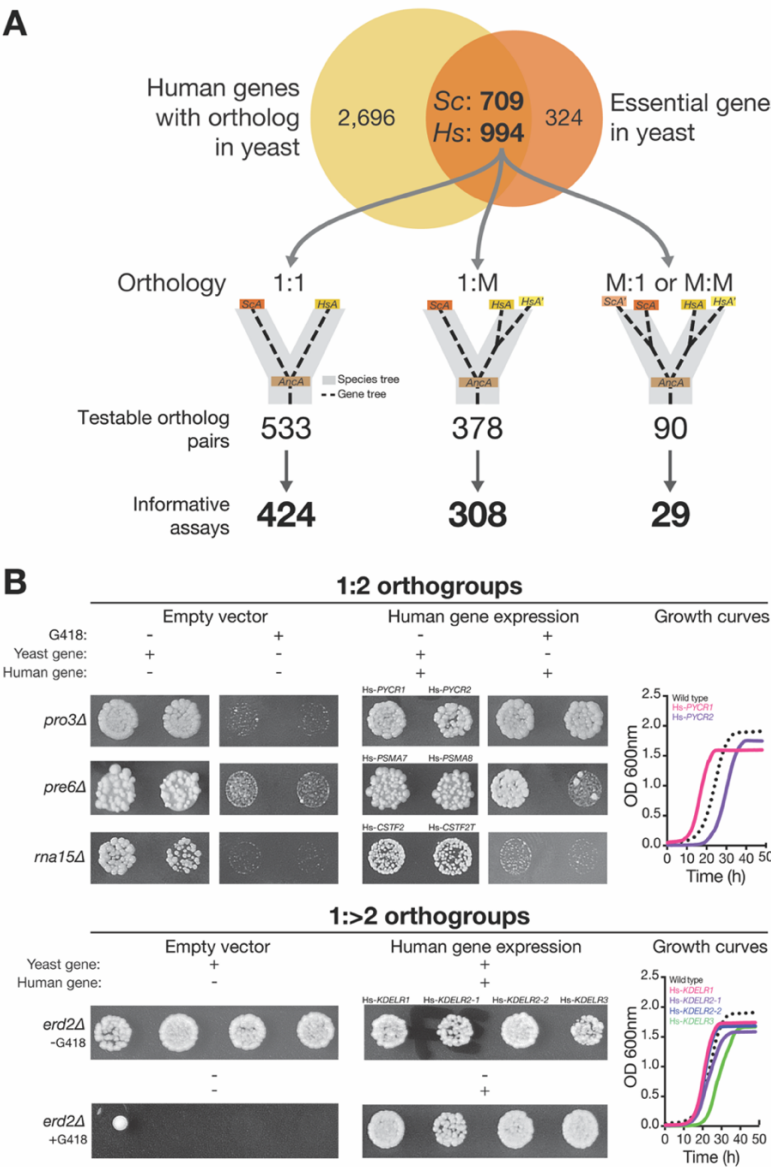 A
Human genes
with ortholog
in yeast
2,696
Sc: 709
Hs: 994
324
Essential gene
in yeast
Orthology
1:1
1:M
M:1 or M:M
ScA
HsA
ScA
HsA
HsA'
ScA'
ScA
HsA
HsA'
AncA
AncA
AncA
Species tree
Gene tree
Testable ortholog
pairs
533
378
90
Informative
assays
424
308
29
B
1:2 orthogroups
Empty vector
Human gene expression
Growth curves
G418:
-
+
-
+
Yeast gene:
+
-
+
-
Human gene:
-
-
+
+
Hs-PYCR1
Hs-PYCR2
pro3Δ
Hs-PSMA7
Hs-PSMA8
pre6Δ
Hs-CSTF2
Hs-CSTF2T
rna15Δ
Wild type
Hs-PYCR1
Hs-PYCR2
OD 600nm
2.5
2.0
1.5
1.0
0.5
0.0
0 10 20 30 40 50
Time (h)
1:>2 orthogroups
Empty vector
Human gene expression
Growth curves
Yeast gene:
+
+
Human gene:
-
+
Hs-KDELR1
Hs-KDELR2-1
Hs-KDELR2-2
Hs-KDELR3
erd2Δ
-G418
-
-
-
+
erd2Δ
+G418
Wild type
Hs-KDELR1
Hs-KDELR2-1
Hs-KDELR2-2
Hs-KDELR3
OD 600nm
2.5
2.0
1.5
1.0
0.5
0.0
0 10 20 30 40 50
Time (h)